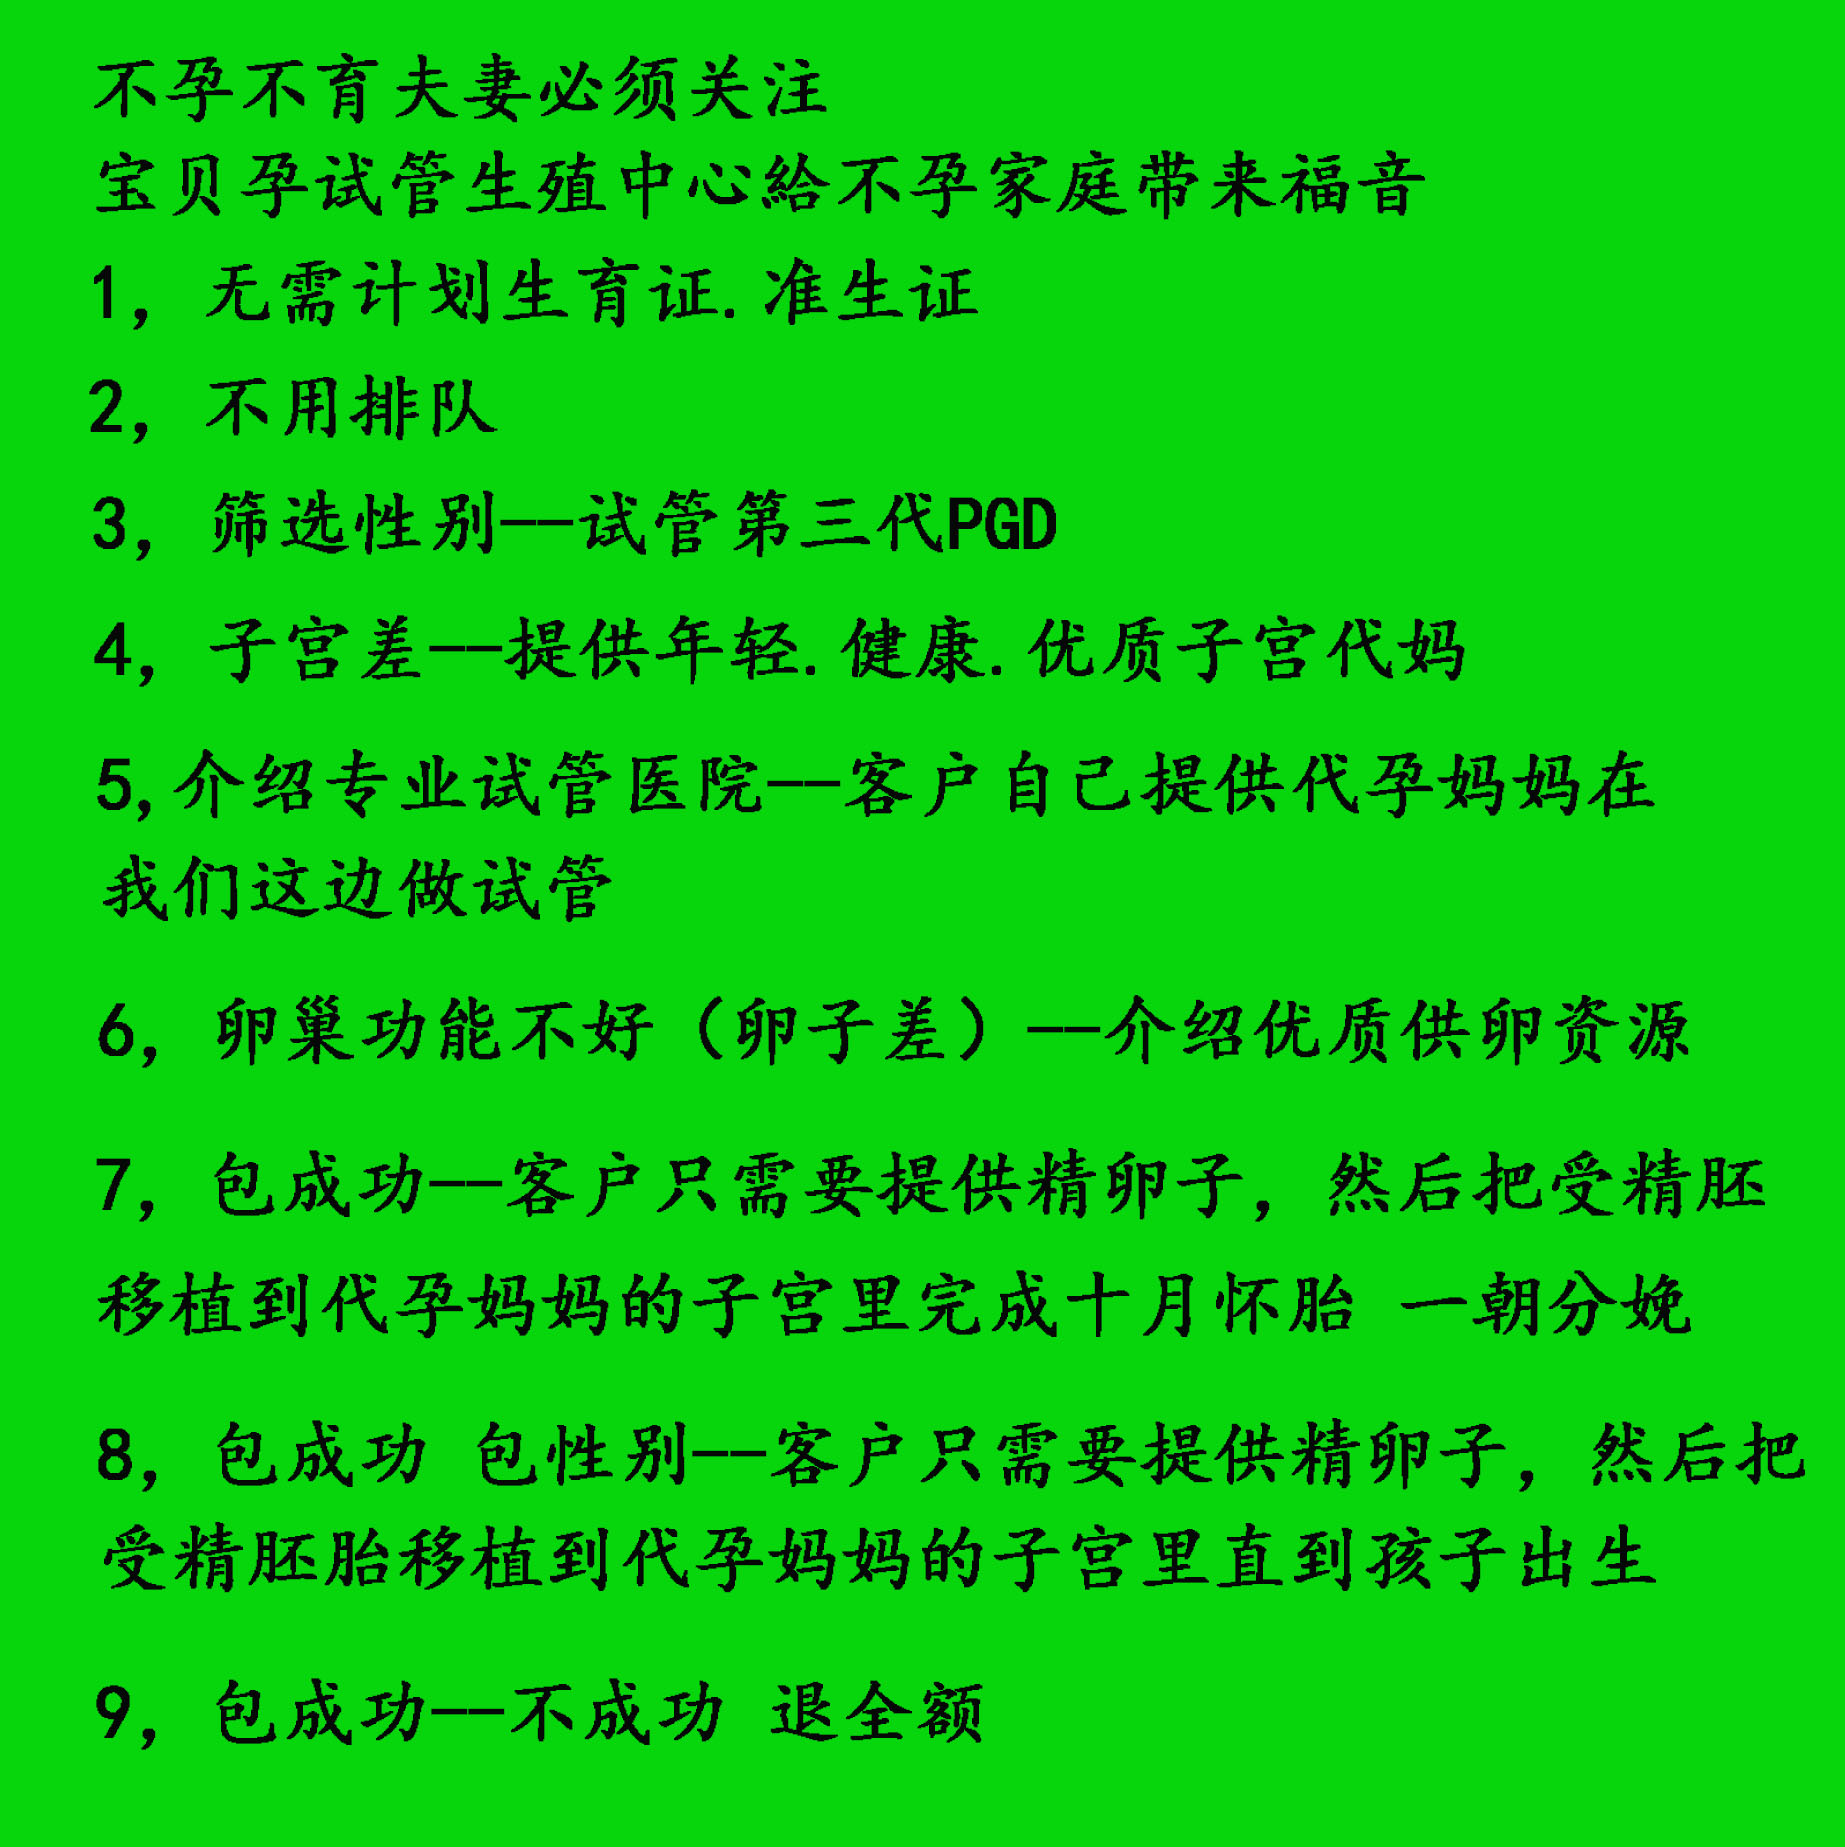 不孕不育夫妻必须关注
宝贝孕试管生殖中心給不孕家庭带来福音
1，无需计划生育证.准生证
2，不用排队
3，筛选性别--试管第三代PGD
4，子宫差--提供年轻.健康.优质子宫代妈
5,介绍专业试管医院--客户自己提供代孕妈妈在
我们这边做试管
6，卵巢功能不好（卵子差）--介绍优质供卵资源
7，包成功--客户只需要提供精卵子，然后把受精胚
移植到代孕妈妈的子宫里完成十月怀胎 一朝分娩
8，包成功 包性别--客户只需要提供精卵子，然后把
受精胚胎移植到代孕妈妈的子宫里直到孩子出生
9，包成功--不成功 退全额